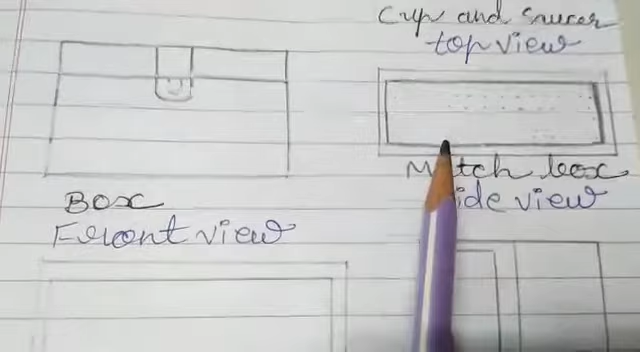 Cup and saucer
top view
Box
Front view
Match box
side view